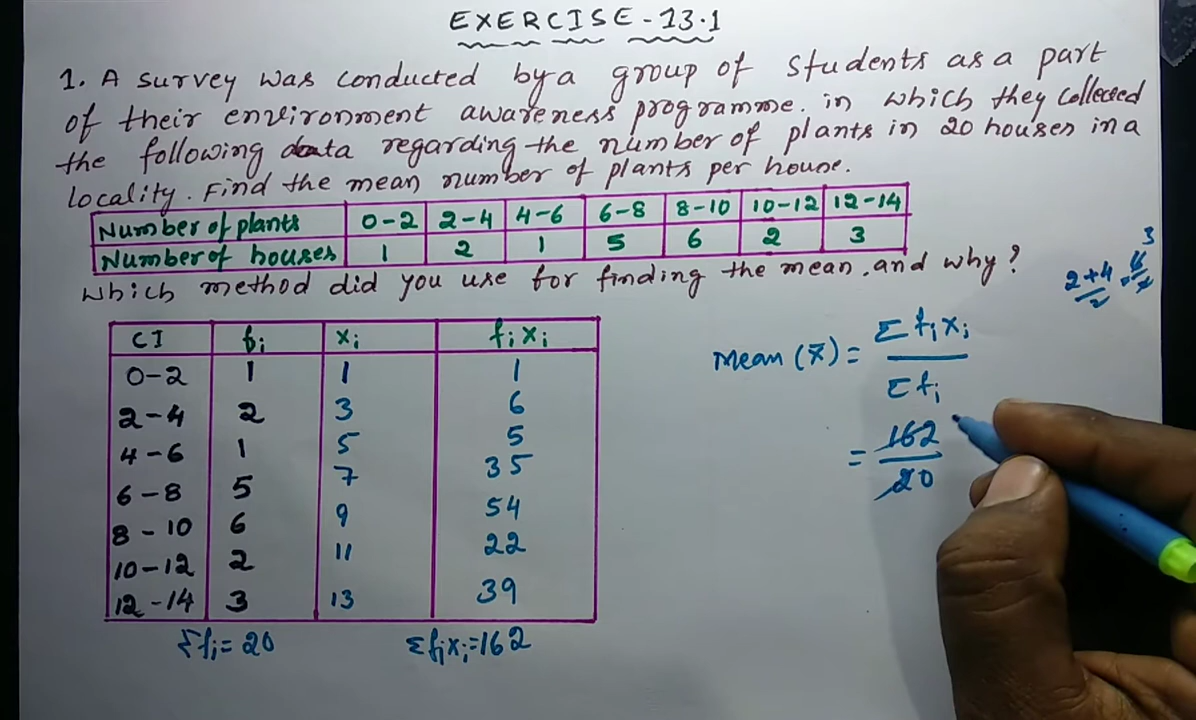 EXERCISE - 13.1
1. A survey was conducted by a group of students as a part
of their environment awareness programme. in which they collected
the following data regarding the number of plants in 20 houses in a
locality. Find the mean number of plants per house.
Number of plants 0-2 2-4 4-6 6-8 8-10 10-12 12-14
Number of houses 1 2 1 5 6 2 3
Which method did you use for finding the mean, and why?
CI fi xi fixi
0-2 1 1 1
2-4 2 3 6
4-6 1 5 5
6-8 5 7 35
8-10 6 9 54
10-12 2 11 22
12-14 3 13 39
Σfi = 20 Σfixi = 162
Mean (x̄) = Σfixi / Σfi
= 162 / 20
2+4 / 2
3